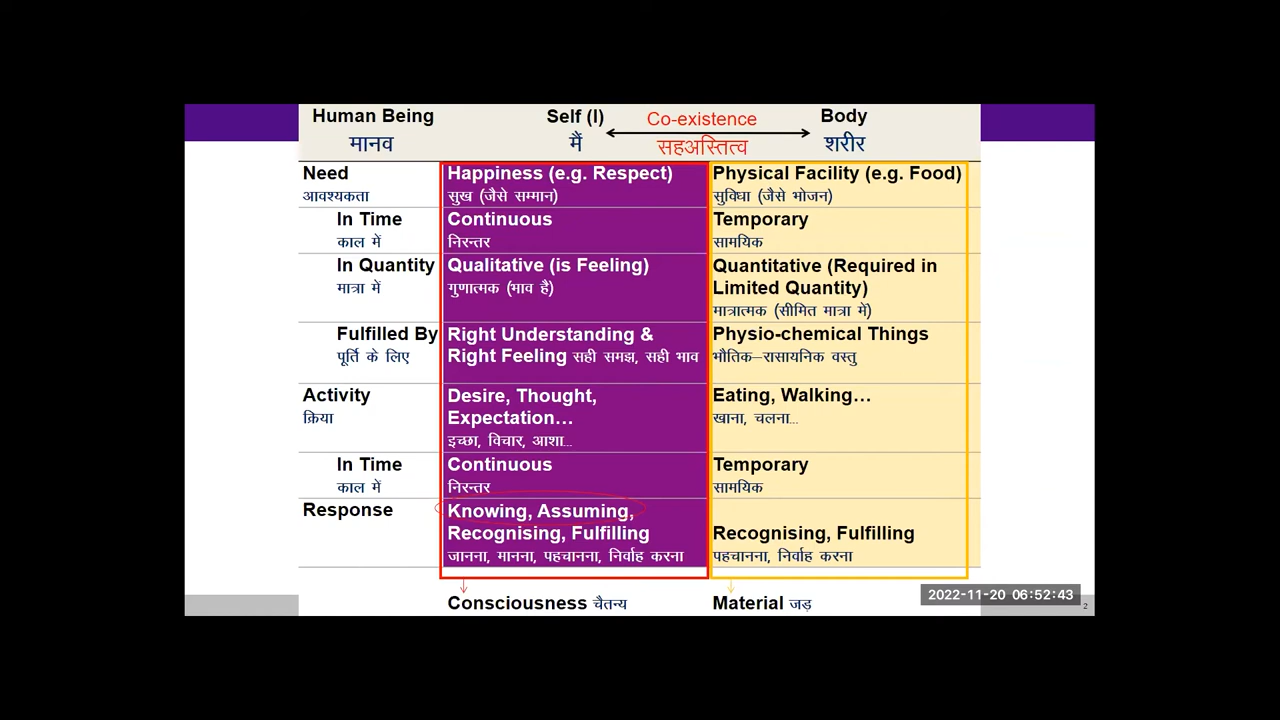 Human Being Self (I) Co-existence Body
मानव मैं सहअस्तित्व शरीर
Need Happiness (e.g. Respect) Physical Facility (e.g. Food)
आवश्यकता सुख (जैसे सम्मान) सुविधा (जैसे भोजन)
In Time Continuous Temporary
काल में निरन्तर सामयिक
In Quantity Qualitative (is Feeling) Quantitative (Required in
Limited Quantity)
मात्रा में गुणात्मक (भाव है) मात्रात्मक (सीमित मात्रा में)
Fulfilled By Right Understanding & Physio-chemical Things
पूर्ति के लिए Right Feeling सही समझ, सही भाव भौतिक–रासायनिक वस्तु
Activity Desire, Thought, Eating, Walking…
क्रिया Expectation… खाना, चलना…
इच्छा, विचार, आशा…
In Time Continuous Temporary
काल में निरन्तर सामयिक
Response Knowing, Assuming,
Recognising, Fulfilling Recognising, Fulfilling
जानना, मानना, पहचानना, निर्वाह करना पहचानना, निर्वाह करना
Consciousness चैतन्य Material जड़
2022-11-20 06:52:43
2